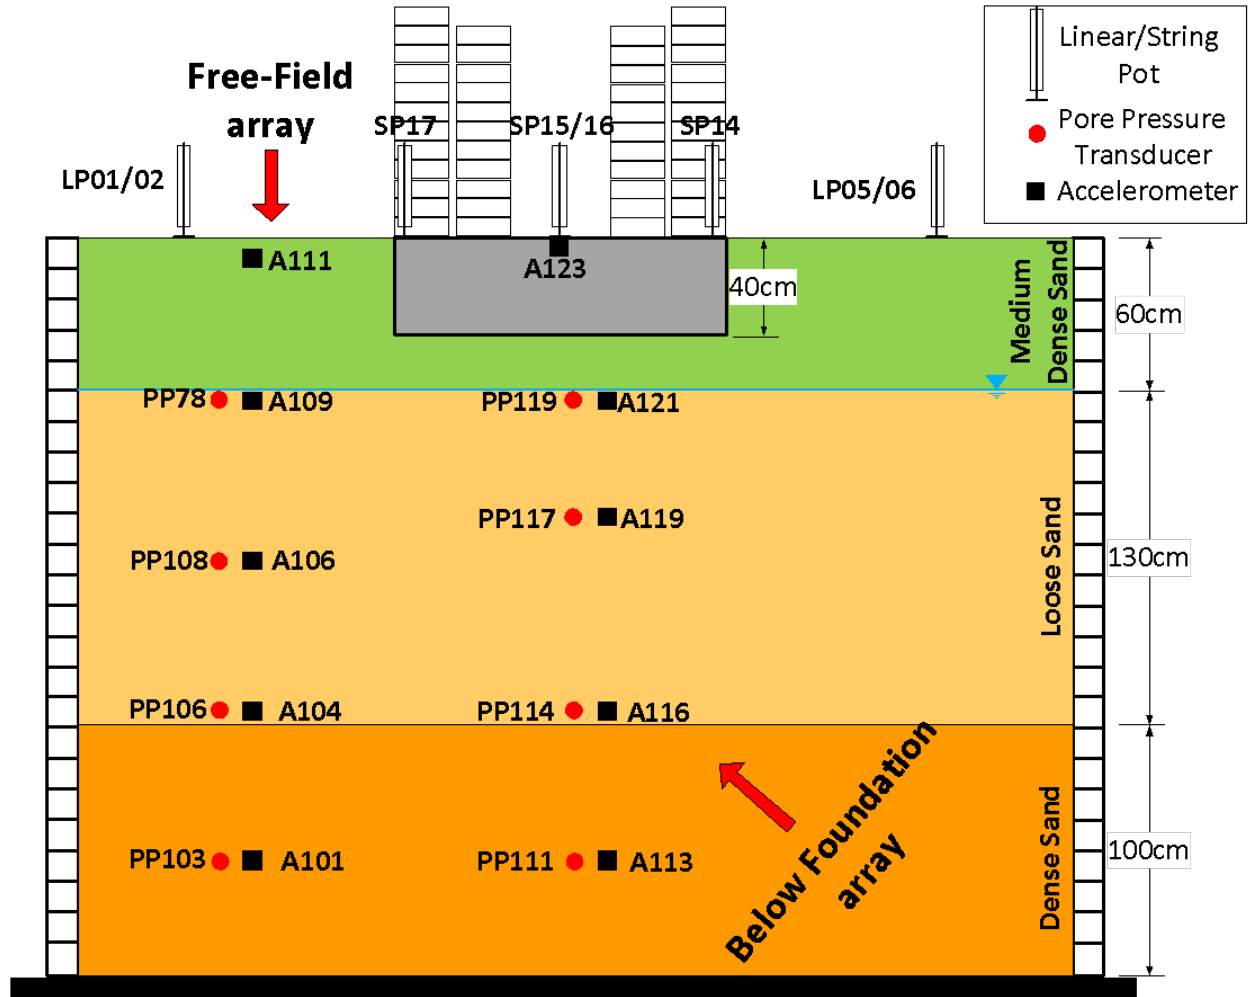 Linear/String
Pot
Pore Pressure
Transducer
Accelerometer
Free-Field
array
SP17
SP15/16
SP14
LP01/02
LP05/06
A111
A123
40cm
Medium
Dense Sand
60cm
PP78
A109
PP119
A121
PP117
A119
PP108
A106
Loose Sand
130cm
PP106
A104
PP114
A116
Below Foundation
array
PP103
A101
PP111
A113
Dense Sand
100cm